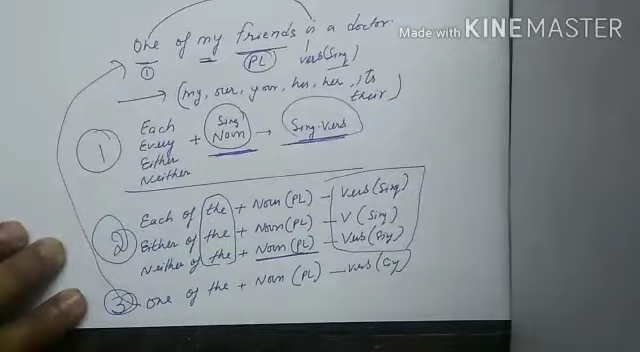 Made with KINEMASTER
One of my friends is a doctor.
① PL verb (Sing)
(my, our, your, his, her, its
their)
1 Each
Every
Either
Neither
+ Sing Noun → Sing. verb
2 Each of the + Noun (PL) - verb (Sing)
Either of the + Noun (PL) - V (Sing)
Neither of the + Noun (PL) - verb (Sing)
3 One of the + Noun (PL) - verb